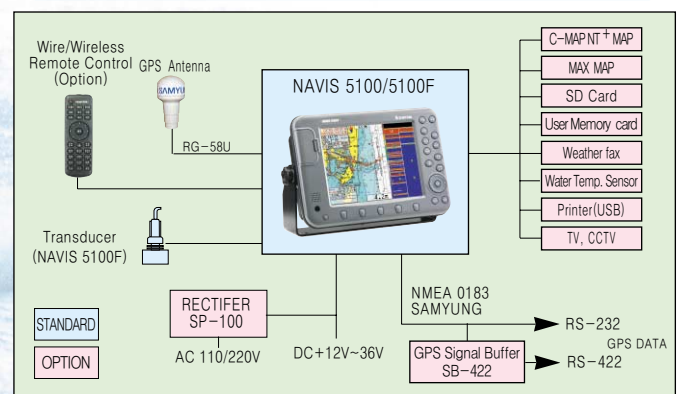 Wire/Wireless
Remote Control
(Option)
GPS Antenna
SAMYU
RG-58U
NAVIS 5100/5100F
C-MAP NT+ MAP
MAX MAP
SD Card
User Memory card
Weather fax
Water Temp. Sensor
Printer(USB)
TV, CCTV
Transducer
(NAVIS 5100F)
STANDARD
OPTION
RECTIFER
SP-100
AC 110/220V
DC+12V~36V
NMEA 0183
SAMYUNG
GPS Signal Buffer
SB-422
RS-232
GPS DATA
RS-422